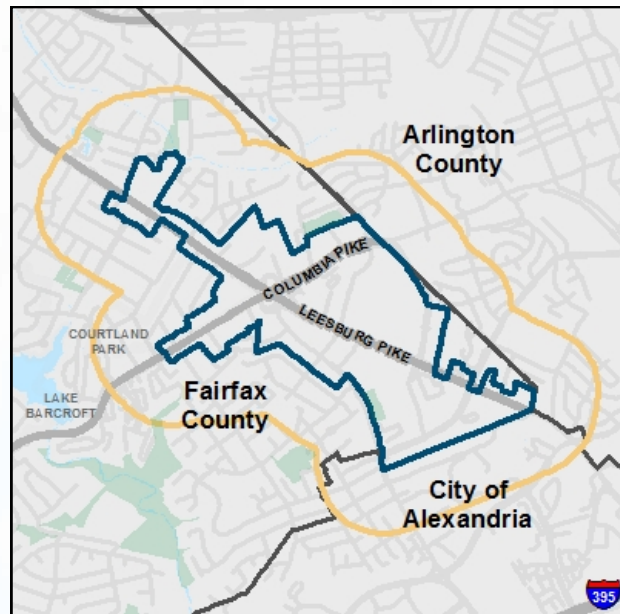 Arlington
County
COLUMBIA PIKE
LEESBURG PIKE
COURTLAND
PARK
LAKE
BARCROFT
Fairfax
County
City of
Alexandria
395